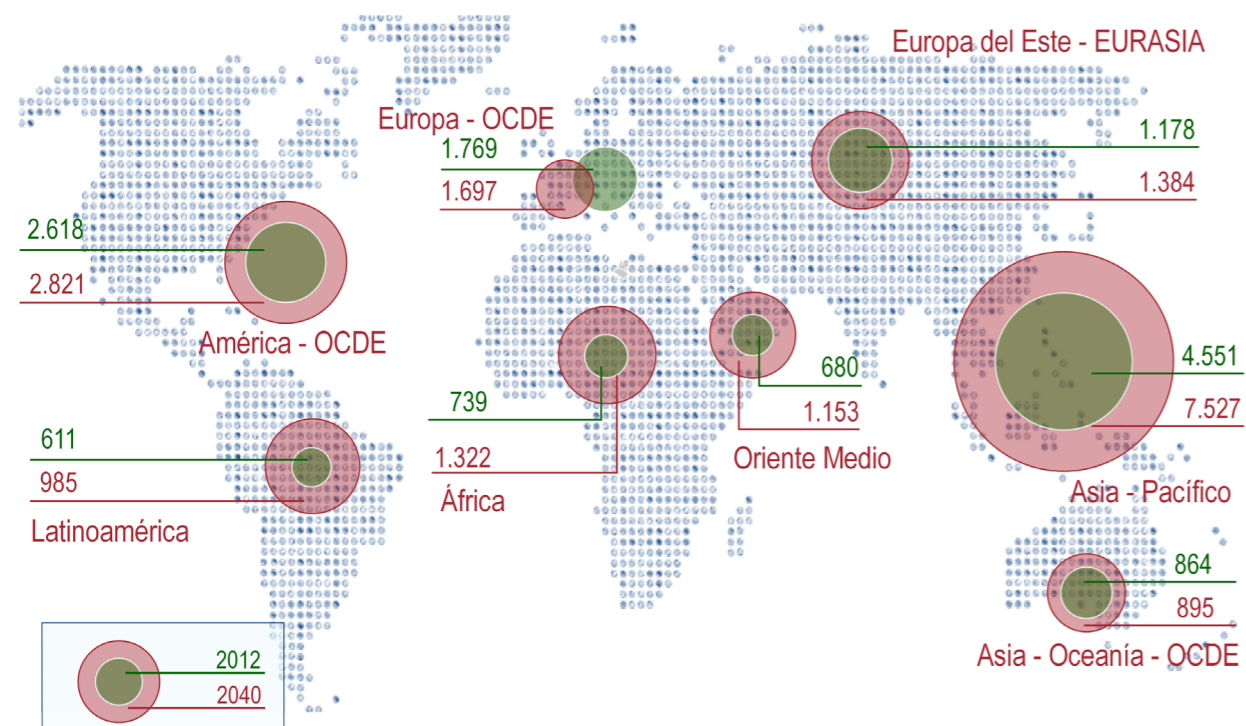 Europa del Este - EURASIA
1.178
1.384
Europa - OCDE
1.769
1.697
2.618
2.821
América - OCDE
611
985
Latinoamérica
739
1.322
África
680
1.153
Oriente Medio
4.551
7.527
Asia - Pacífico
864
895
Asia - Oceanía - OCDE
2012
2040